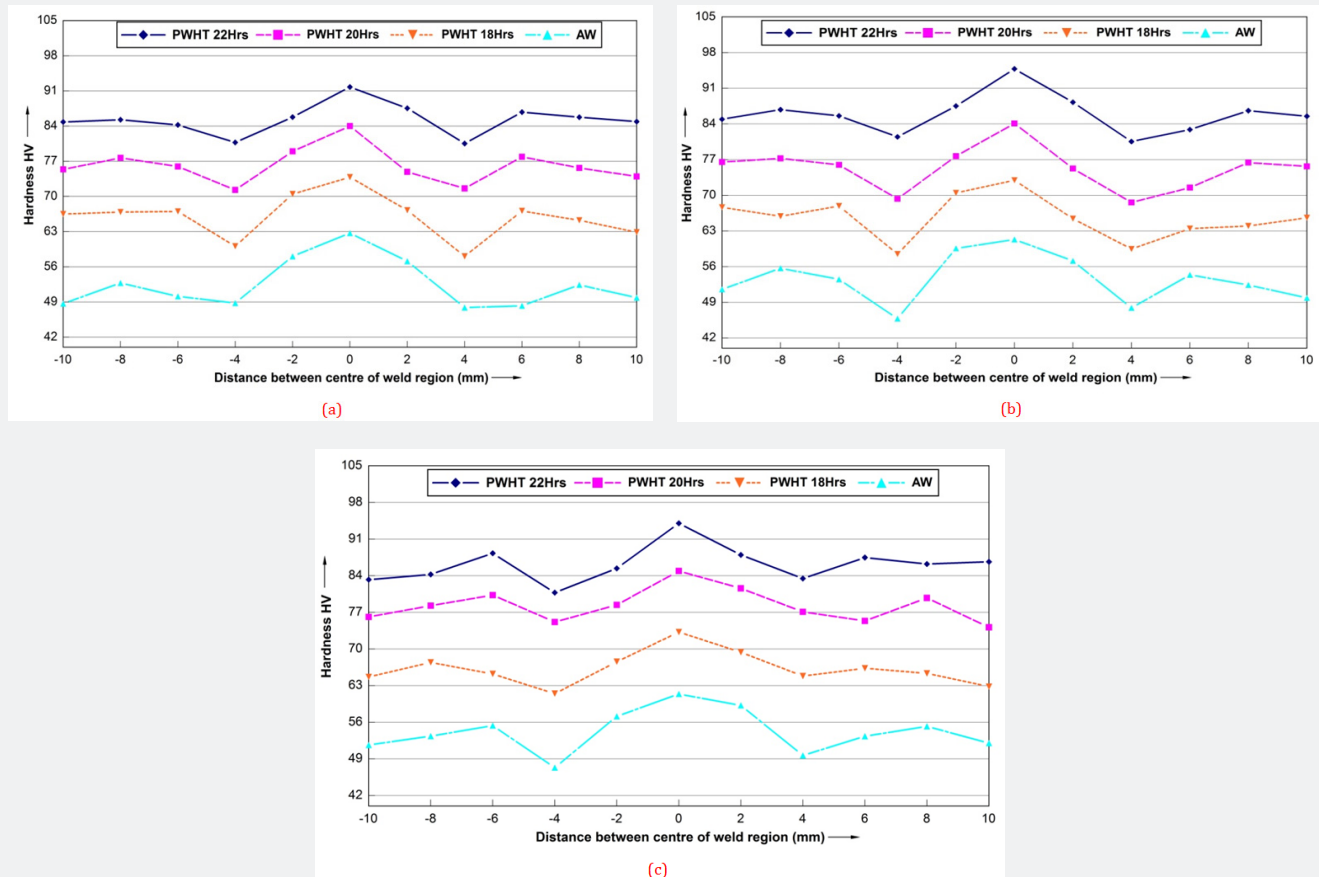 PWHT 22Hrs PWHT 20Hrs PWHT 18Hrs AW
105
98
91
84
77
70
63
56
49
42
Hardness HV
-10 -8 -6 -4 -2 0 2 4 6 8 10
Distance between centre of weld region (mm)
(a)
PWHT 22Hrs PWHT 20Hrs PWHT 18Hrs AW
105
98
91
84
77
70
63
56
49
42
Hardness HV
-10 -8 -6 -4 -2 0 2 4 6 8 10
Distance between centre of weld region (mm)
(b)
PWHT 22Hrs PWHT 20Hrs PWHT 18Hrs AW
105
98
91
84
77
70
63
56
49
42
Hardness HV
-10 -8 -6 -4 -2 0 2 4 6 8 10
Distance between centre of weld region (mm)
(c)